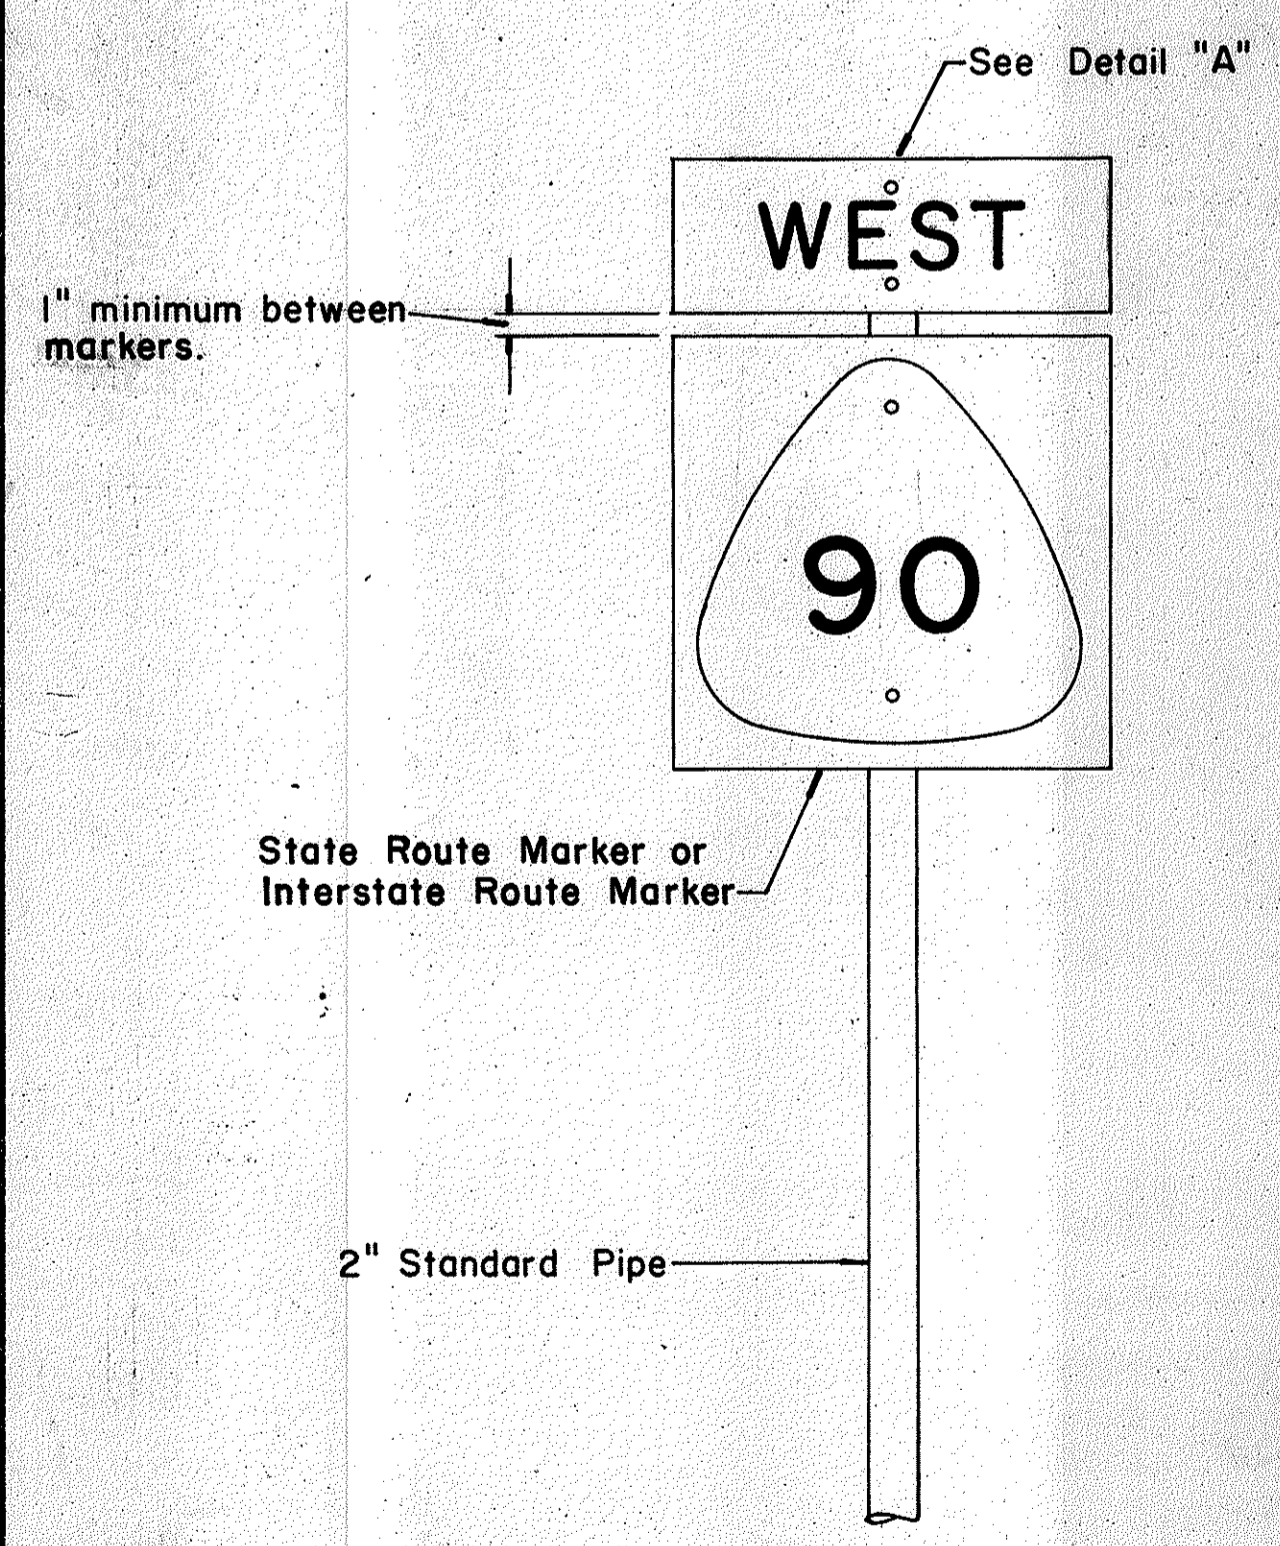 See Detail "A"
WEST
1" minimum between
markers.
90
State Route Marker or
Interstate Route Marker
2" Standard Pipe